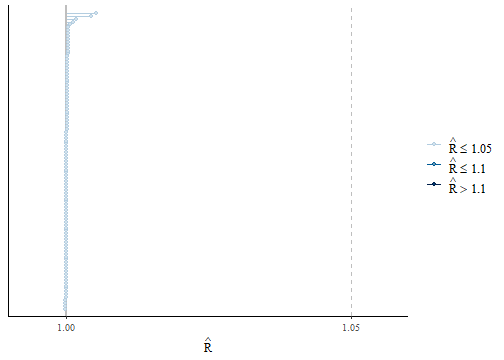 R̂ ≤ 1.05
R̂ ≤ 1.1
R̂ > 1.1
1.00 1.05
R̂